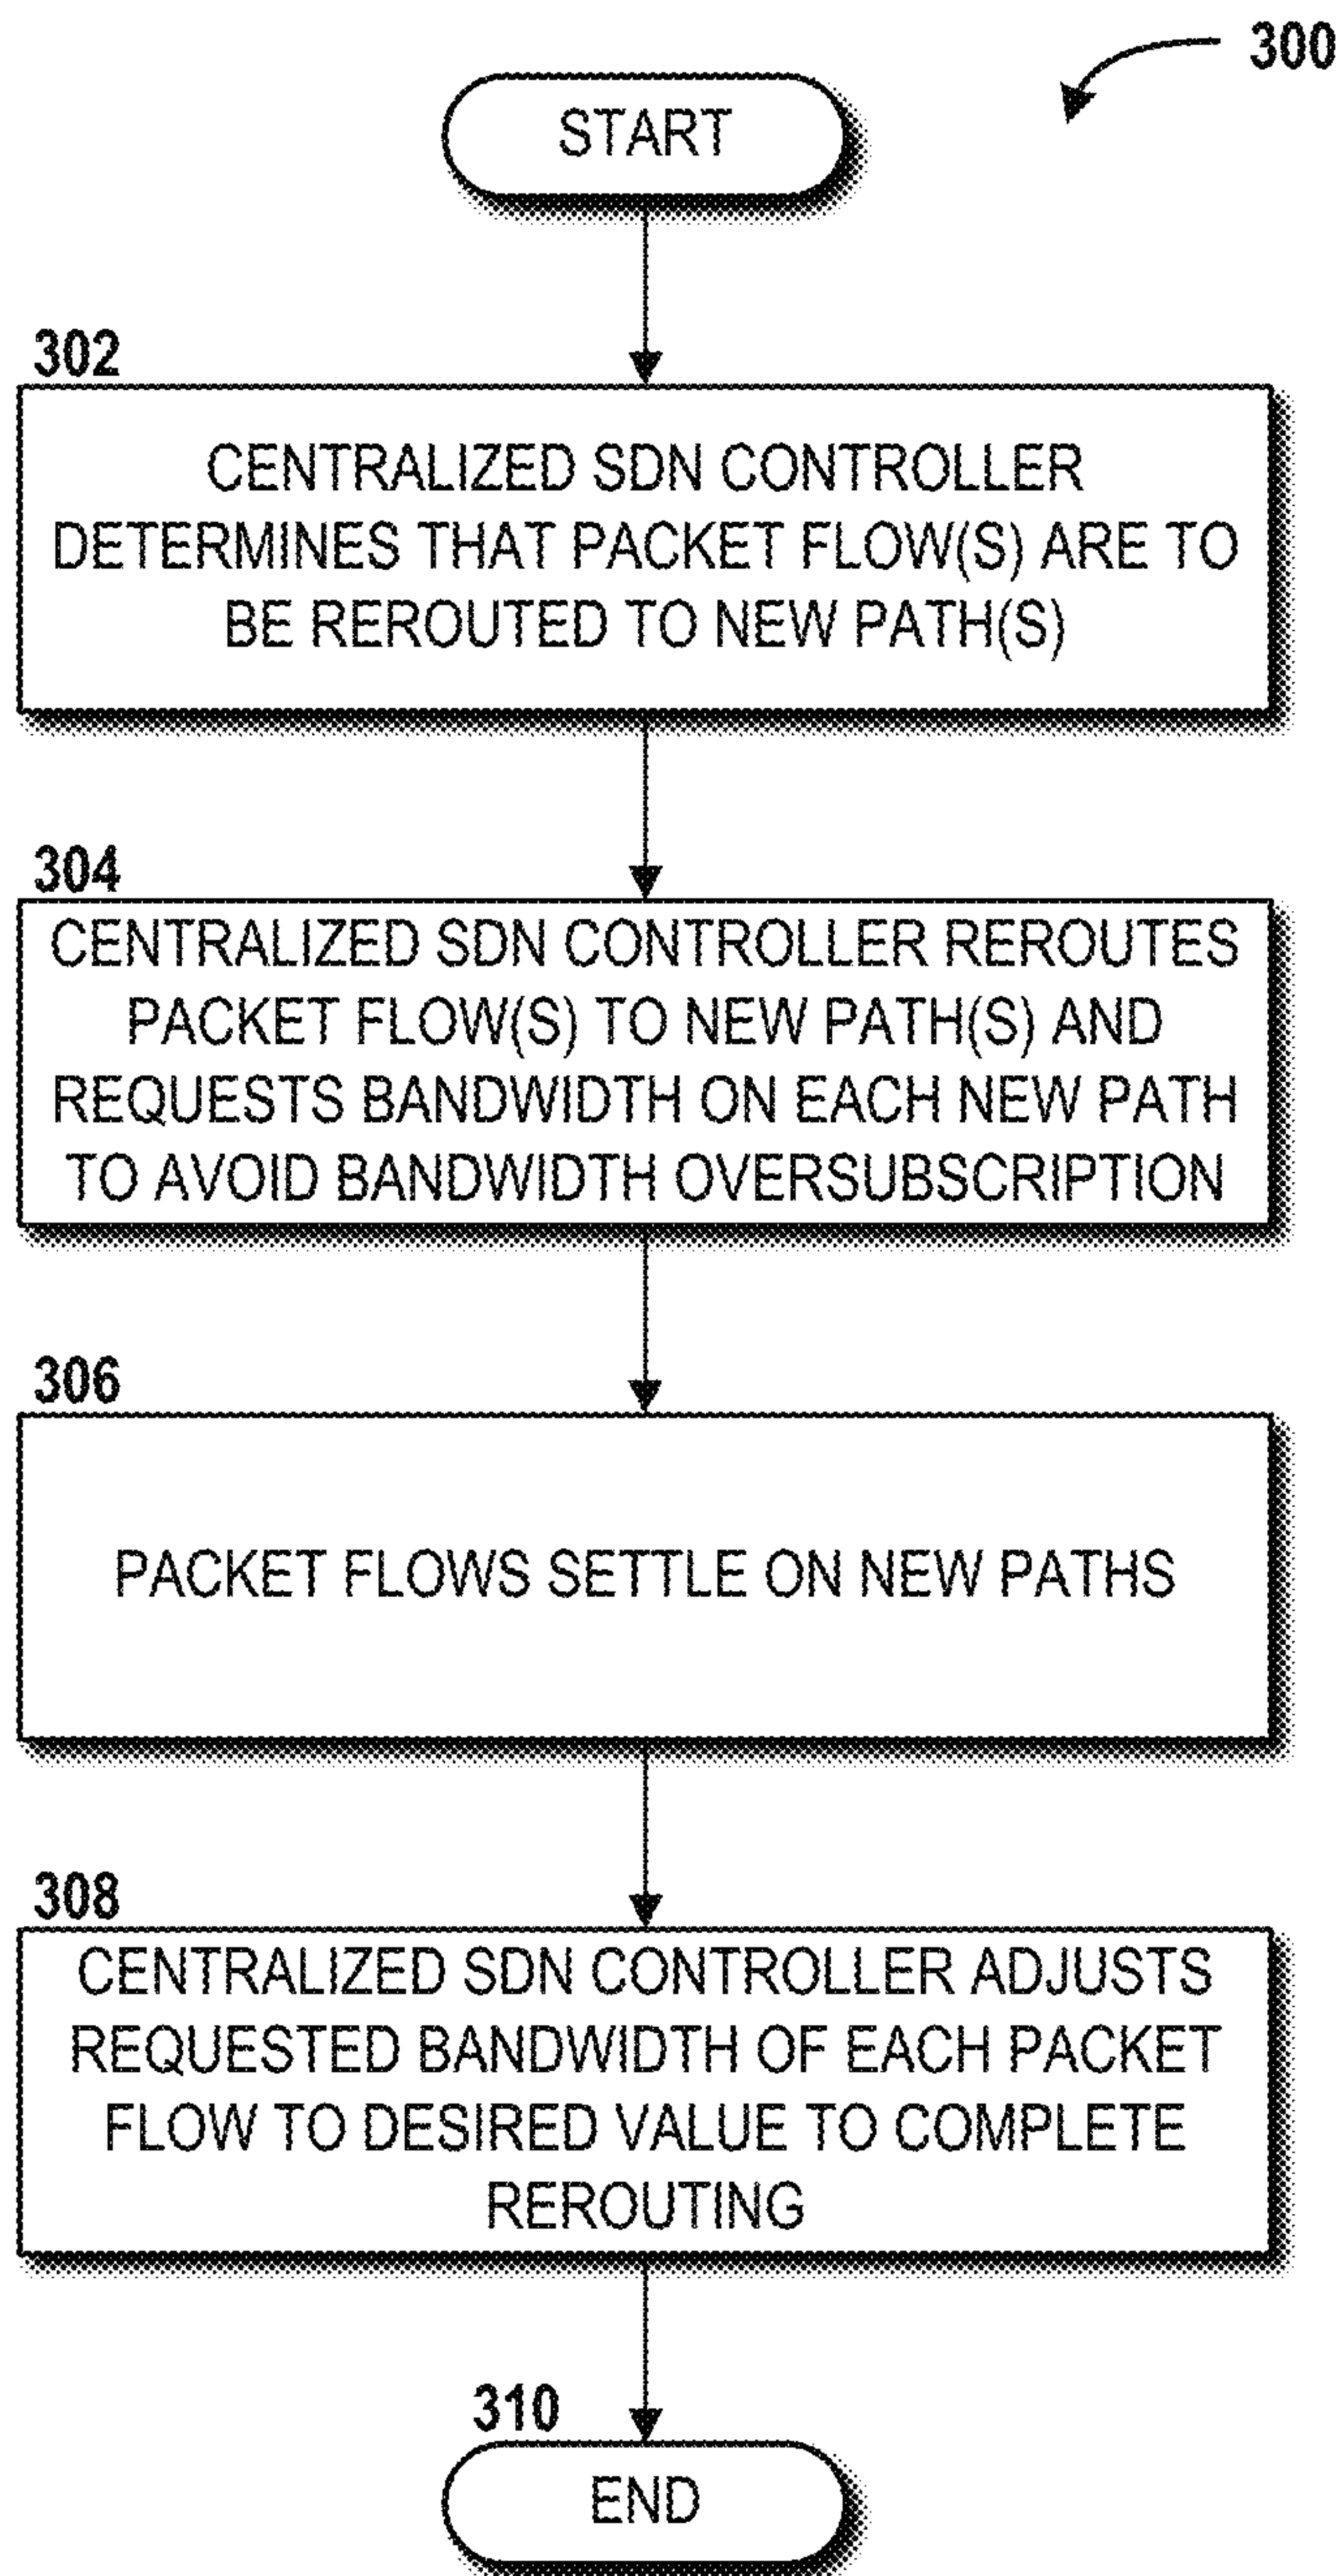 300
START
302
CENTRALIZED SDN CONTROLLER
DETERMINES THAT PACKET FLOW(S) ARE TO
BE REROUTED TO NEW PATH(S)
304
CENTRALIZED SDN CONTROLLER REROUTES
PACKET FLOW(S) TO NEW PATH(S) AND
REQUESTS BANDWIDTH ON EACH NEW PATH
TO AVOID BANDWIDTH OVERSUBSCRIPTION
306
PACKET FLOWS SETTLE ON NEW PATHS
308
CENTRALIZED SDN CONTROLLER ADJUSTS
REQUESTED BANDWIDTH OF EACH PACKET
FLOW TO DESIRED VALUE TO COMPLETE
REROUTING
310
END